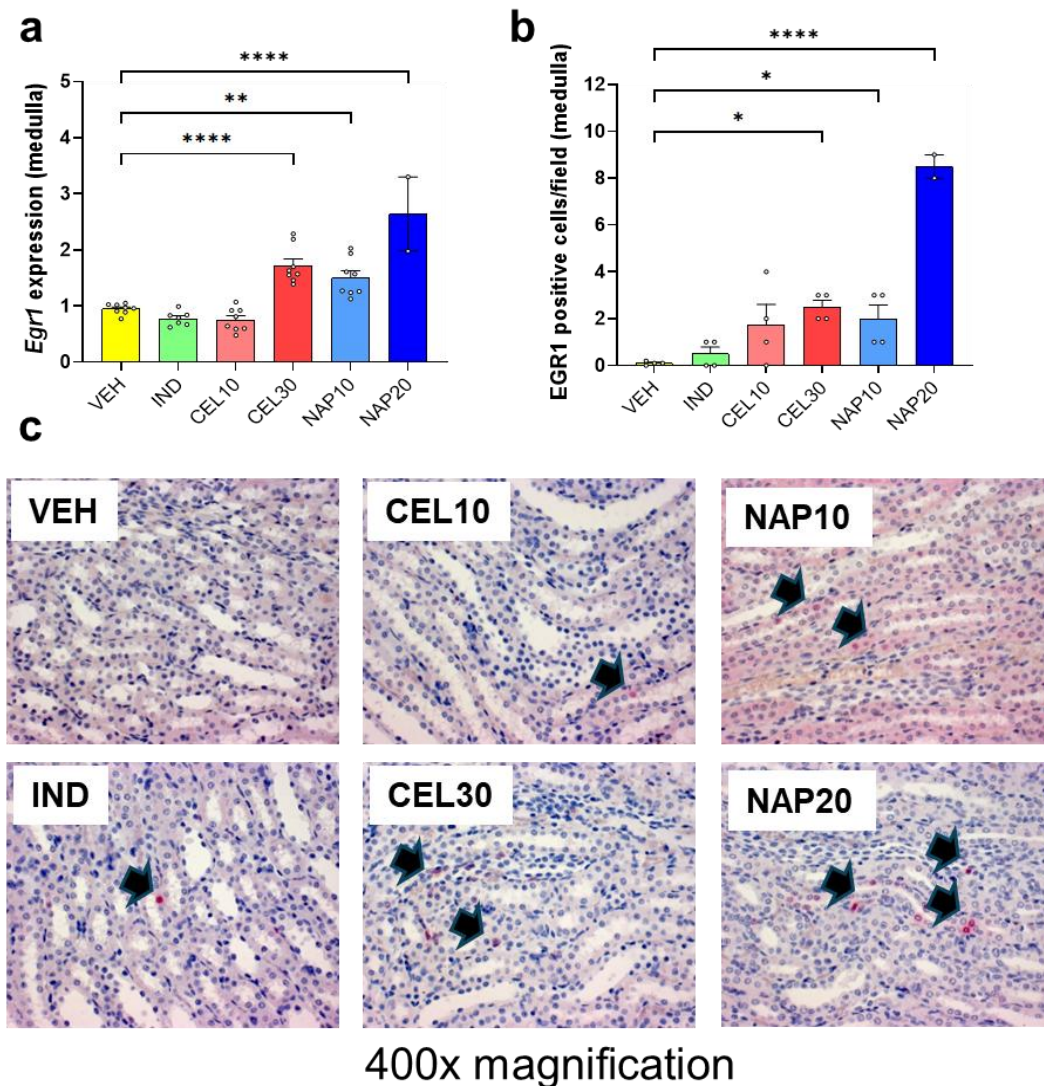 a
****
**
****
Egr1 expression (medulla)
5
4
3
2
1
0
VEH
IND
CEL10
CEL30
NAP10
NAP20
b
****
*
*
EGR1 positive cells/field (medulla)
12
10
8
6
4
2
0
VEH
IND
CEL10
CEL30
NAP10
NAP20
c
VEH
CEL10
NAP10
IND
CEL30
NAP20
400x magnification